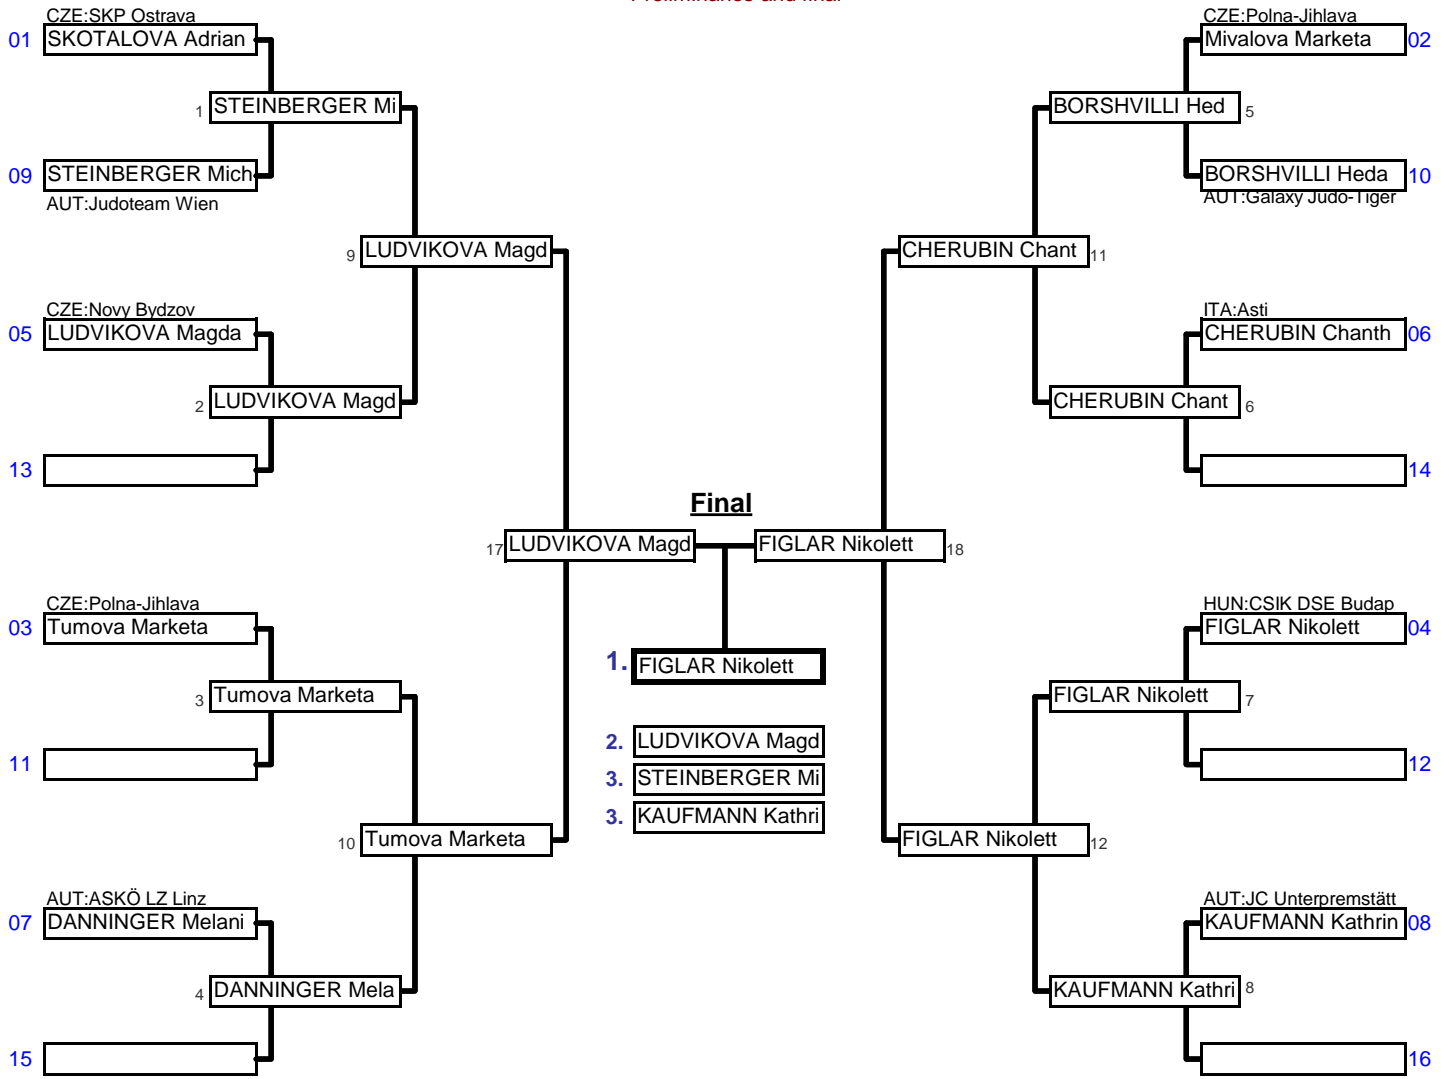 CZE:SKP Ostrava
01 SKOTALOVA Adrian
1 STEINBERGER Mi
09 STEINBERGER Mich
AUT:Judoteam Wien
9 LUDVIKOVA Magd
CZE:Novy Bydzov
05 LUDVIKOVA Magda
2 LUDVIKOVA Magd
13
17 LUDVIKOVA Magd
CZE:Polna-Jihlava
03 Tumova Marketa
3 Tumova Marketa
11
10 Tumova Marketa
AUT:ASKÖ LZ Linz
07 DANNINGER Melani
4 DANNINGER Mela
15
Final
1. FIGLAR Nikolett
2. LUDVIKOVA Magd
3. STEINBERGER Mi
3. KAUFMANN Kathri
CZE:Polna-Jihlava
Mivalova Marketa 02
BORSHVILLI Hed 5
BORSHVILLI Heda 10
AUT:Galaxy Judo-Tiger
CHERUBIN Chant 11
ITA:Asti
CHERUBIN Chanth 06
CHERUBIN Chant 6
14
FIGLAR Nikolett 18
HUN:CSIK DSE Budap
FIGLAR Nikolett 04
FIGLAR Nikolett 7
12
FIGLAR Nikolett 12
AUT:JC Unterpremstätt
KAUFMANN Kathrin 08
KAUFMANN Kathri 8
16